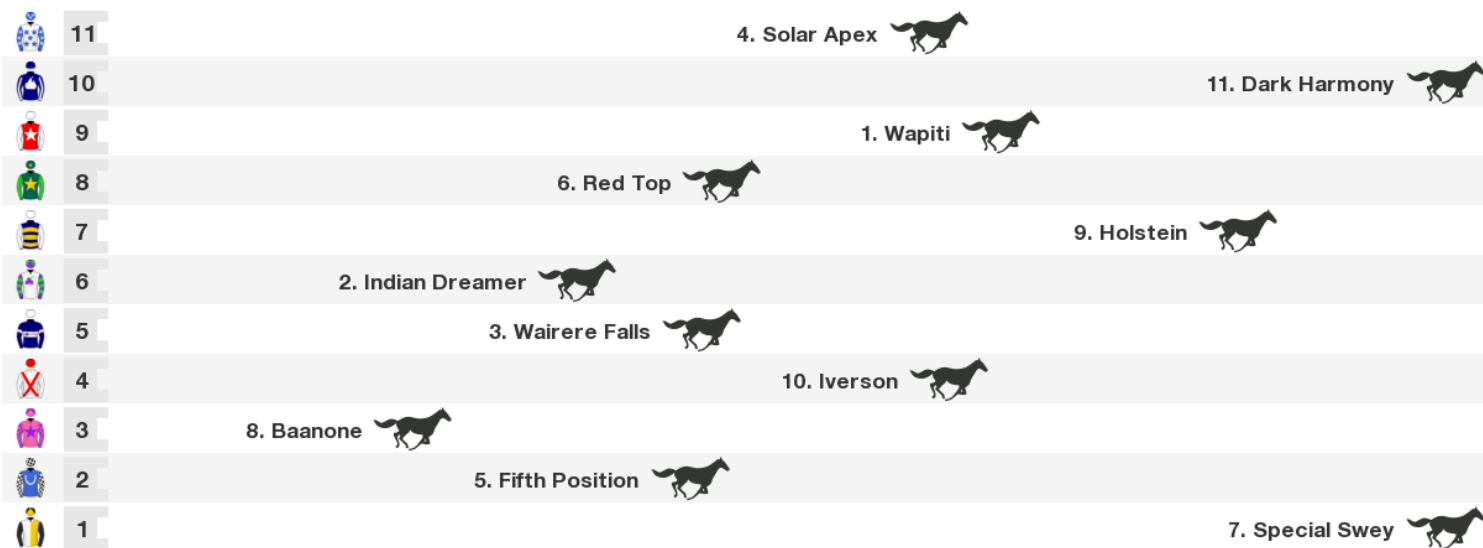 11 4. Solar Apex
10 11. Dark Harmony
9 1. Wapiti
8 6. Red Top
7 9. Holstein
6 2. Indian Dreamer
5 3. Wairere Falls
4 10. Iverson
3 8. Baanone
2 5. Fifth Position
1 7. Special Swey